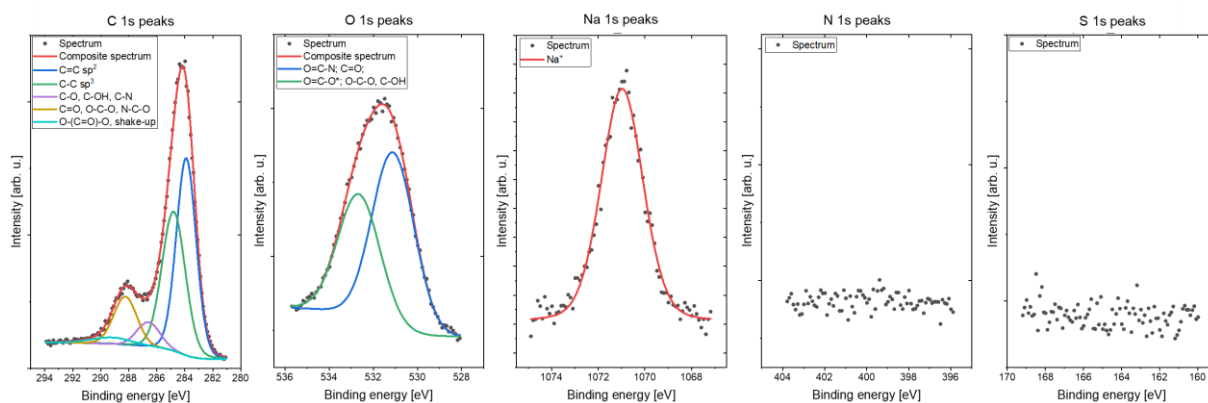 C 1s peaks
Spectrum
Composite spectrum
C=C sp²
C-C sp³
C-O, C-OH, C-N
C=O, O-C-O, N-C-O
O-(C=O)-O, shake-up
Intensity [arb. u.]
294 292 290 288 286 284 282 280
Binding energy [eV]
O 1s peaks
Spectrum
Composite spectrum
O=C-N; C=O;
O=C-O*; O-C-O, C-OH
Intensity [arb. u.]
536 534 532 530 528
Binding energy [eV]
Na 1s peaks
Spectrum
Na⁺
Intensity [arb. u.]
1074 1072 1070 1068
Binding energy [eV]
N 1s peaks
Spectrum
Intensity [arb. u.]
404 402 400 398 396
Binding energy [eV]
S 1s peaks
Spectrum
Intensity [arb. u.]
170 168 166 164 162 160
Binding energy [eV]